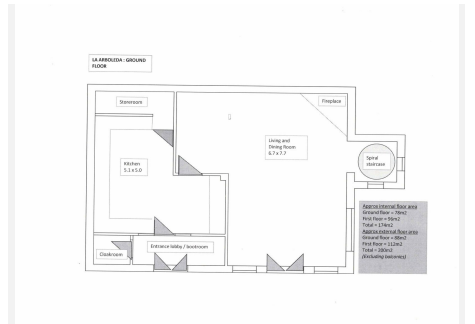 LA ARBOLEDA : GROUND
FLOOR
Storeroom
Fireplace
Living and
Dining Room
6.7 x 7.7
Spiral
staircase
Kitchen
5.1 x 5.0
Approx internal floor area
Ground floor = 78m2
First floor = 96m2
Total = 174m2
Approx external floor area
Ground floor = 88m2
First floor = 112m2
Total = 200m2
(Excluding balconies)
Entrance lobby / bootroom
Cloakroom